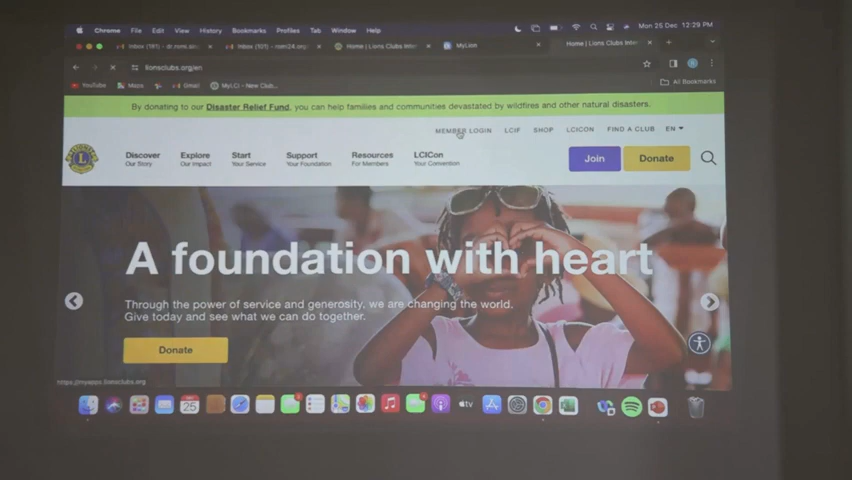 Chrome File Edit View History Bookmarks Profiles Tab Window Help Mon 25 Dec 12:29 PM
Home | Lions Clubs Inter MyLion Home | Lions Clubs Inter
lionsclubs.org/en
YouTube Maps Gmail MyLCI - New Club... All Bookmarks
By donating to our Disaster Relief Fund, you can help families and communities devastated by wildfires and other natural disasters.
MEMBER LOGIN LCIF SHOP LCICON FIND A CLUB EN
Discover Explore Start Support Resources LCICon
Our Story Our Impact Your Service Your Foundation For Members Your Convention
Join Donate
L
A foundation with heart
Through the power of service and generosity, we are changing the world.
Give today and see what we can do together.
Donate
https://myapps.lionsclubs.org
25 tv